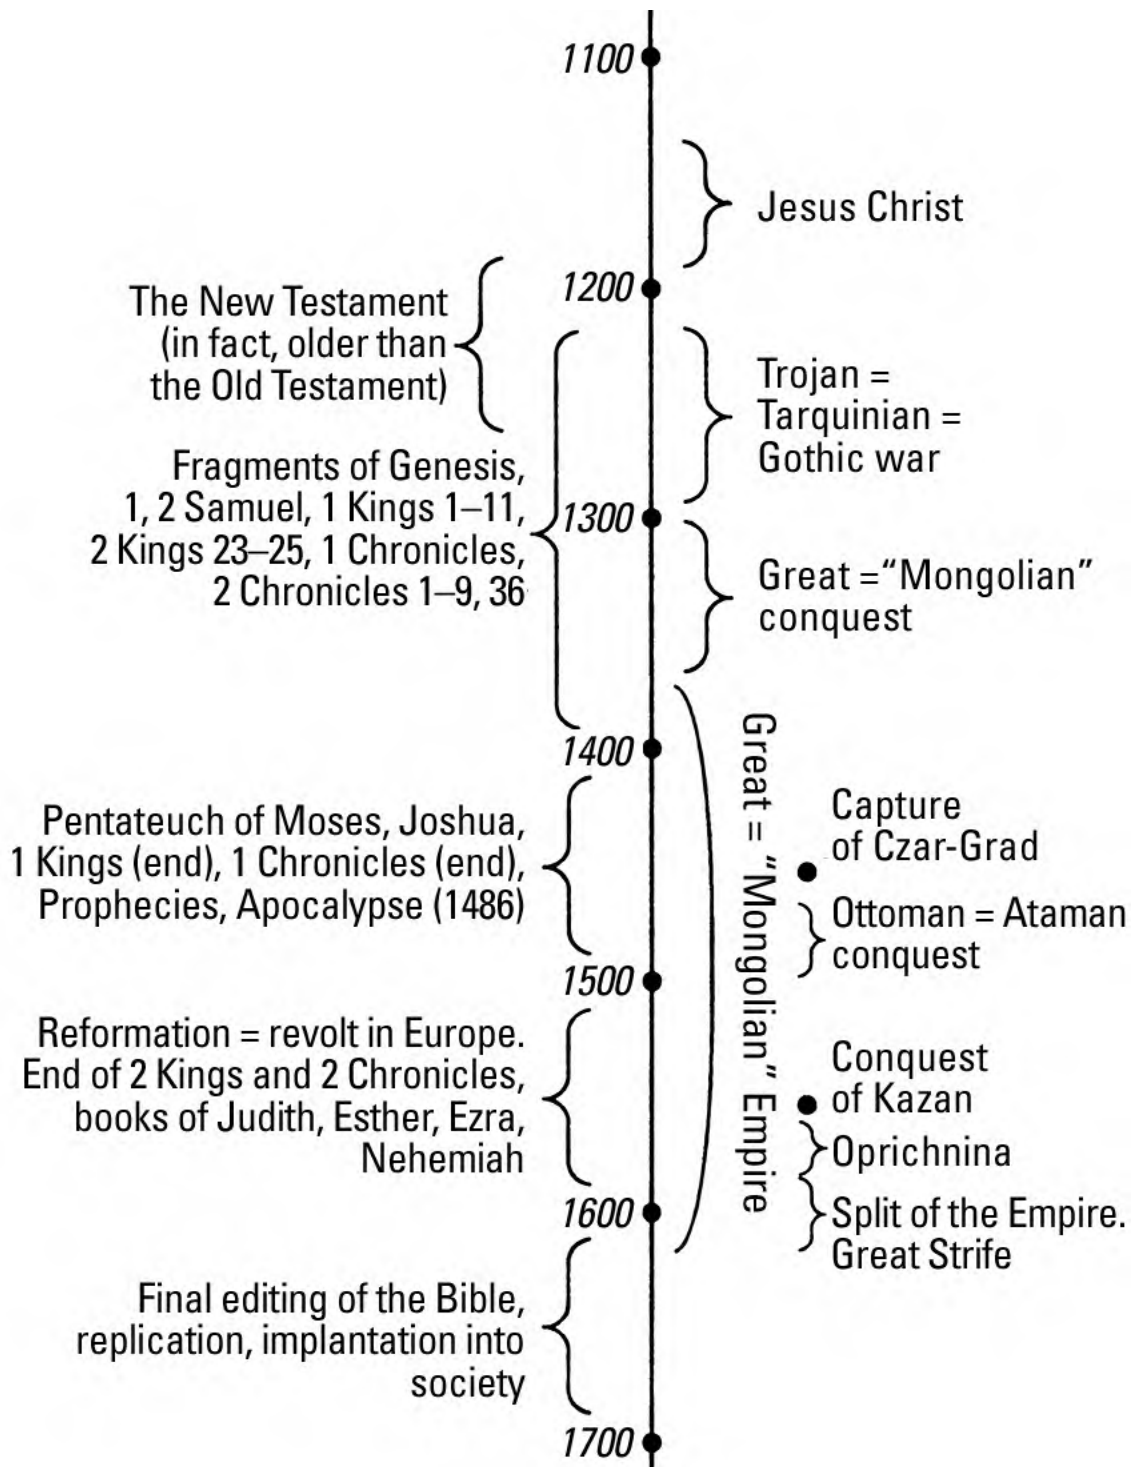 1100
Jesus Christ
1200
The New Testament
(in fact, older than
the Old Testament)
Trojan =
Tarquinian =
Gothic war
Fragments of Genesis,
1, 2 Samuel, 1 Kings 1–11,
2 Kings 23–25, 1 Chronicles,
2 Chronicles 1–9, 36
1300
Great =“Mongolian”
conquest
1400
Great = “Mongolian” Empire
Pentateuch of Moses, Joshua,
1 Kings (end), 1 Chronicles (end),
Prophecies, Apocalypse (1486)
Capture
of Czar-Grad
Ottoman = Ataman
conquest
1500
Reformation = revolt in Europe.
End of 2 Kings and 2 Chronicles,
books of Judith, Esther, Ezra,
Nehemiah
Conquest
of Kazan
Oprichnina
1600
Split of the Empire.
Great Strife
Final editing of the Bible,
replication, implantation into
society
1700